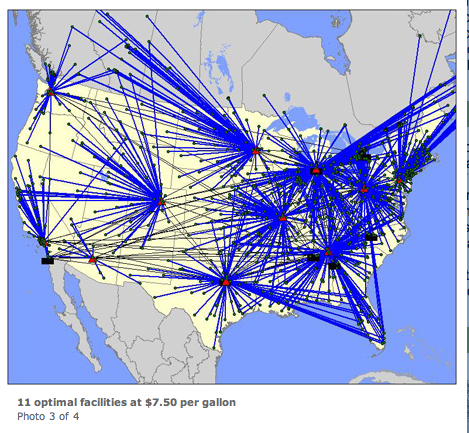 11 optimal facilities at $7.50 per gallon
Photo 3 of 4